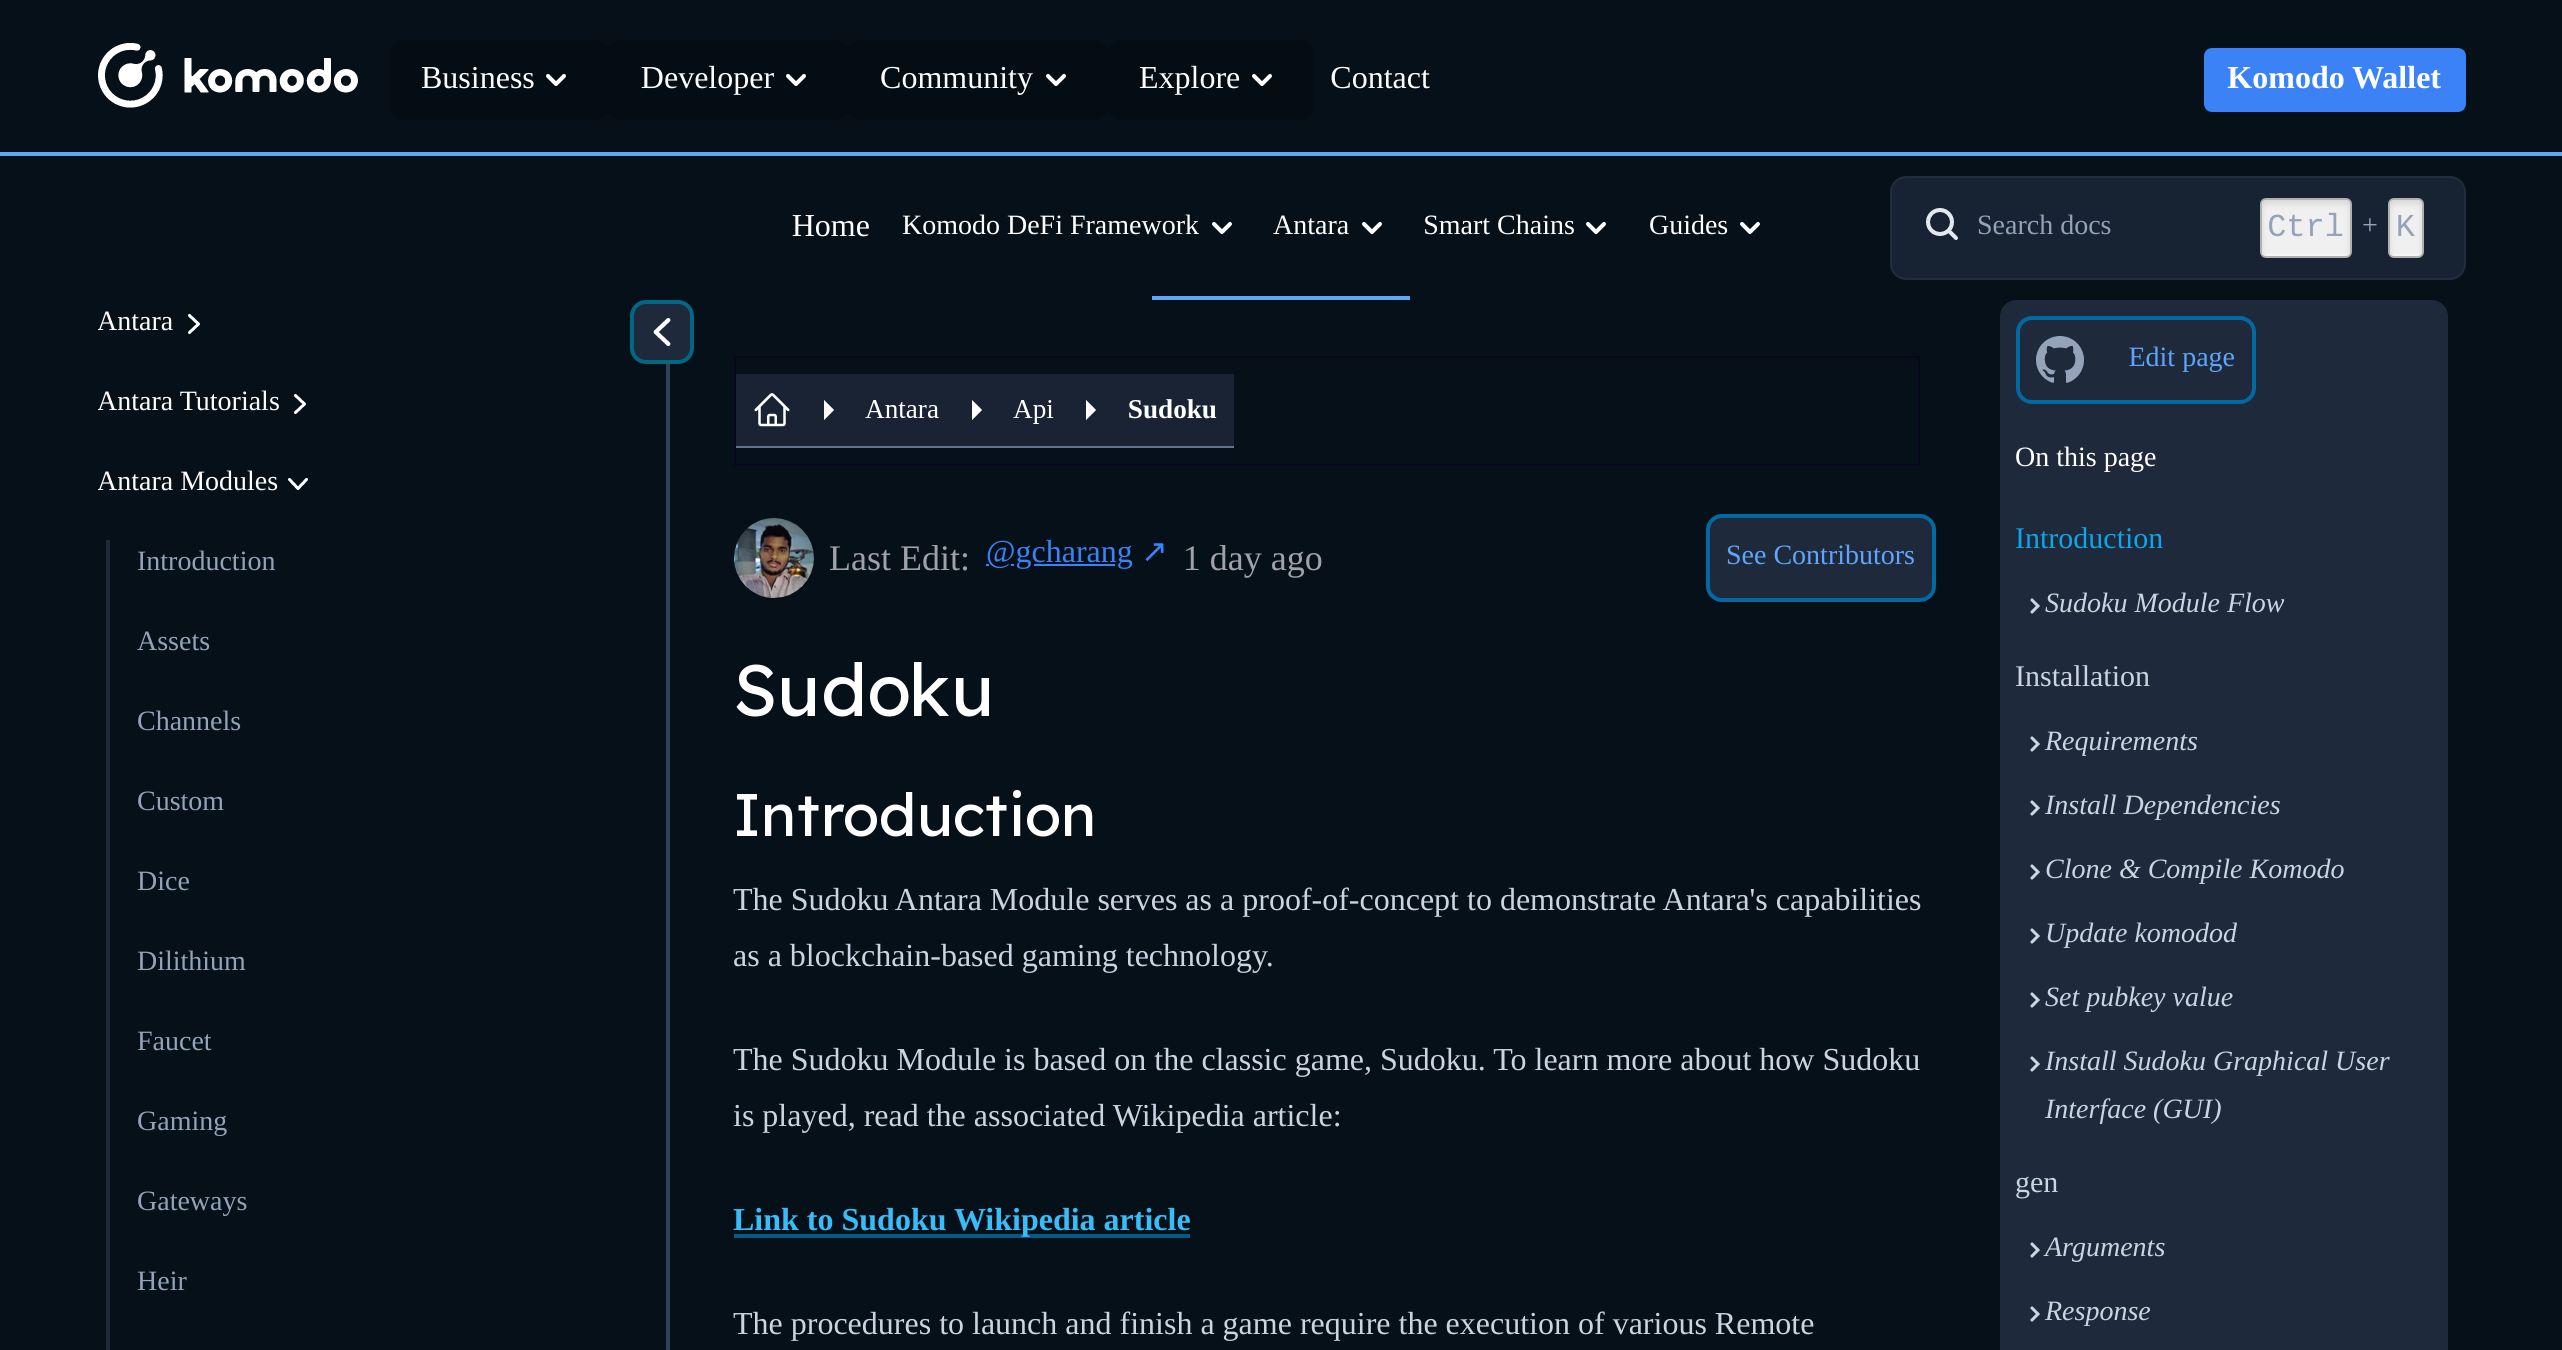 komodo
Business
Developer
Community
Explore
Contact
Komodo Wallet
Home
Komodo DeFi Framework
Antara
Smart Chains
Guides
Search docs
Ctrl + K
Antara
Antara Tutorials
Antara Modules
Introduction
Assets
Channels
Custom
Dice
Dilithium
Faucet
Gaming
Gateways
Heir
Antara
Api
Sudoku
Last Edit: @gcharang ↗ 1 day ago
See Contributors
Sudoku
Introduction
The Sudoku Antara Module serves as a proof-of-concept to demonstrate Antara's capabilities
as a blockchain-based gaming technology.
The Sudoku Module is based on the classic game, Sudoku. To learn more about how Sudoku
is played, read the associated Wikipedia article:
Link to Sudoku Wikipedia article
The procedures to launch and finish a game require the execution of various Remote
Edit page
On this page
Introduction
Sudoku Module Flow
Installation
Requirements
Install Dependencies
Clone & Compile Komodo
Update komodod
Set pubkey value
Install Sudoku Graphical User
Interface (GUI)
gen
Arguments
Response